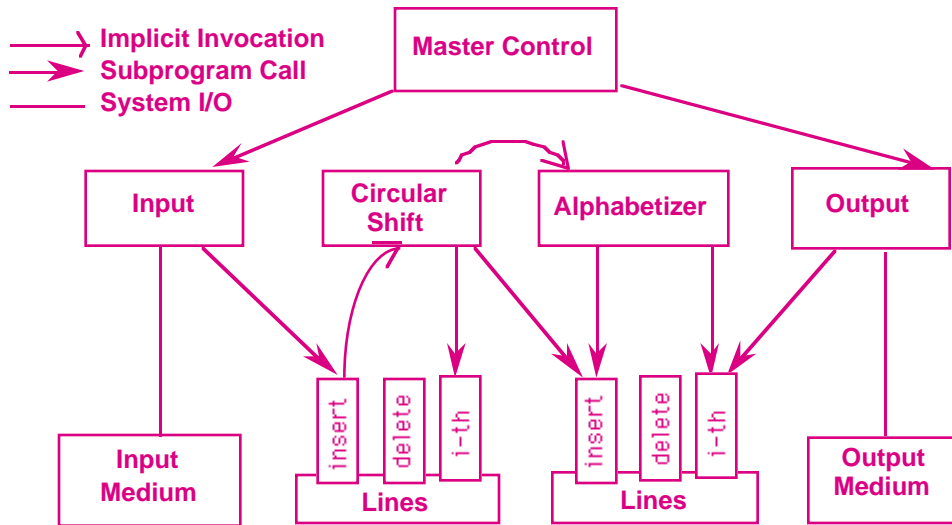 Implicit Invocation
Subprogram Call
System I/O
Master Control
Input
Circular
Shift
Alphabetizer
Output
insert
delete
i-th
insert
delete
i-th
Input
Medium
Lines
Lines
Output
Medium